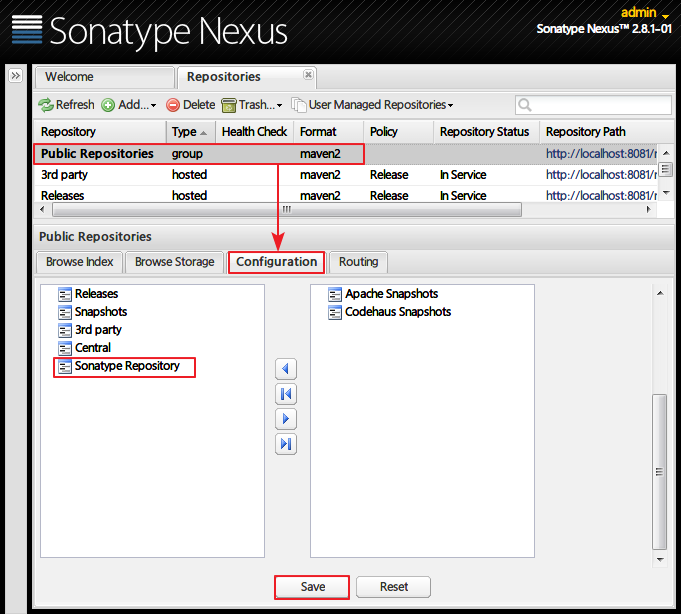 Sonatype Nexus
admin
Sonatype Nexus™ 2.8.1-01
Welcome
Repositories
Refresh Add... Delete Trash... User Managed Repositories
Repository Type Health Check Format Policy Repository Status Repository Path
Public Repositories group maven2 http://localhost:8081/r
3rd party hosted maven2 Release In Service http://localhost:8081/r
Releases hosted maven2 Release In Service http://localhost:8081/r
Public Repositories
Browse Index Browse Storage Configuration Routing
Releases
Snapshots
3rd party
Central
Sonatype Repository
Apache Snapshots
Codehaus Snapshots
Save Reset